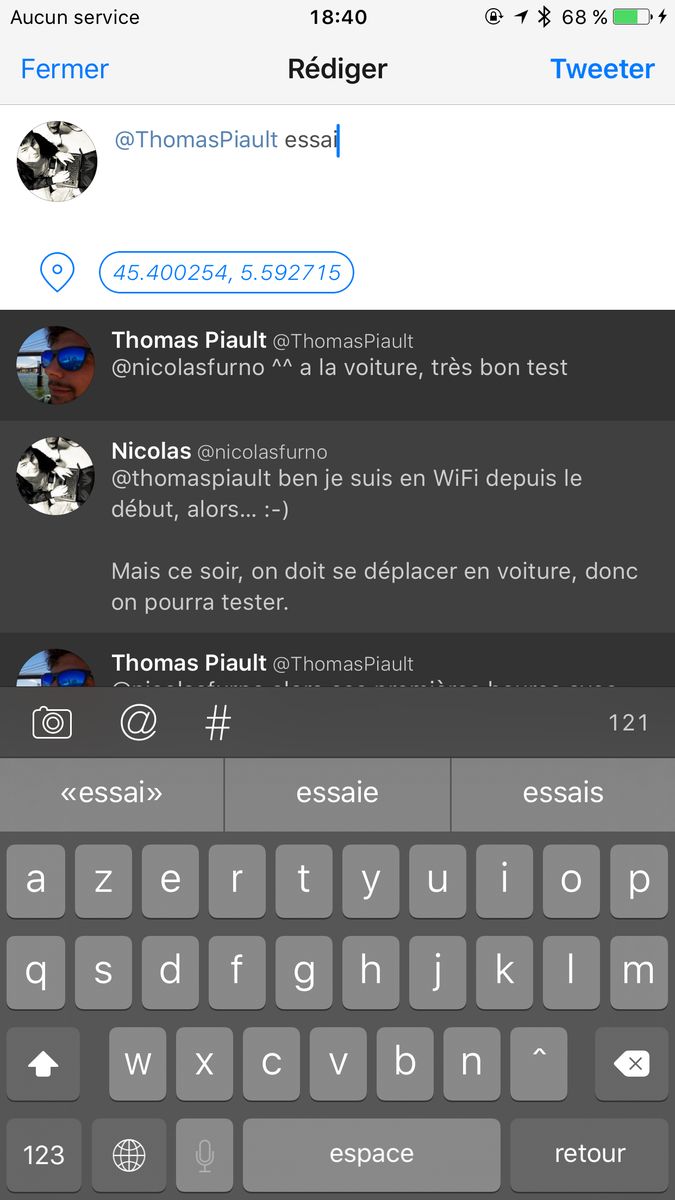 Aucun service 18:40 68 %
Fermer Rédiger Tweeter
@ThomasPiault essai
45.400254, 5.592715
Thomas Piault @ThomasPiault
@nicolasfurno ^^ a la voiture, très bon test
Nicolas @nicolasfurno
@thomaspiault ben je suis en WiFi depuis le
début, alors... :-)
Mais ce soir, on doit se déplacer en voiture, donc
on pourra tester.
Thomas Piault @ThomasPiault
@ # 121
«essai» essaie essais
a z e r t y u i o p
q s d f g h j k l m
w x c v b n ^
123 espace retour